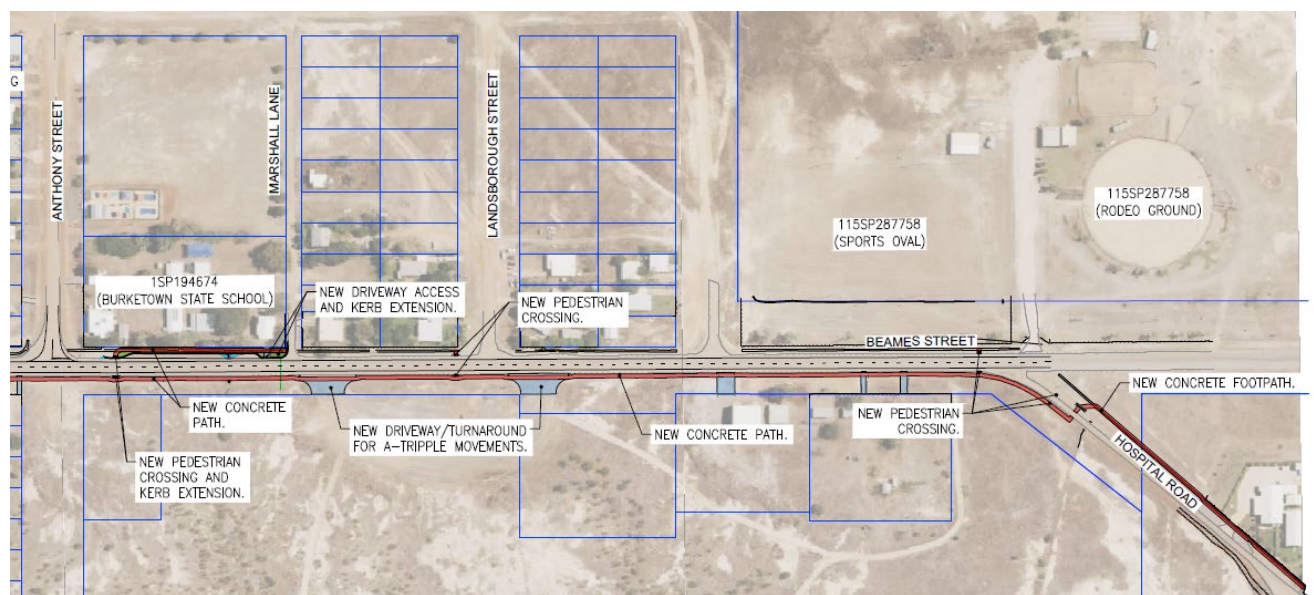 G
ANTHONY STREET
MARSHALL LANE
LANDSBOROUGH STREET
115SP287758
(RODEO GROUND)
115SP287758
(SPORTS OVAL)
1SP194674
(BURKETOWN STATE SCHOOL)
NEW DRIVEWAY ACCESS
AND KERB EXTENSION.
NEW PEDESTRIAN
CROSSING.
BEAMES STREET
NEW CONCRETE FOOTPATH.
NEW CONCRETE
PATH.
NEW DRIVEWAY/TURNAROUND
FOR A-TRIPPLE MOVEMENTS.
NEW CONCRETE PATH.
NEW PEDESTRIAN
CROSSING.
HOSPITAL ROAD
NEW PEDESTRIAN
CROSSING AND
KERB EXTENSION.